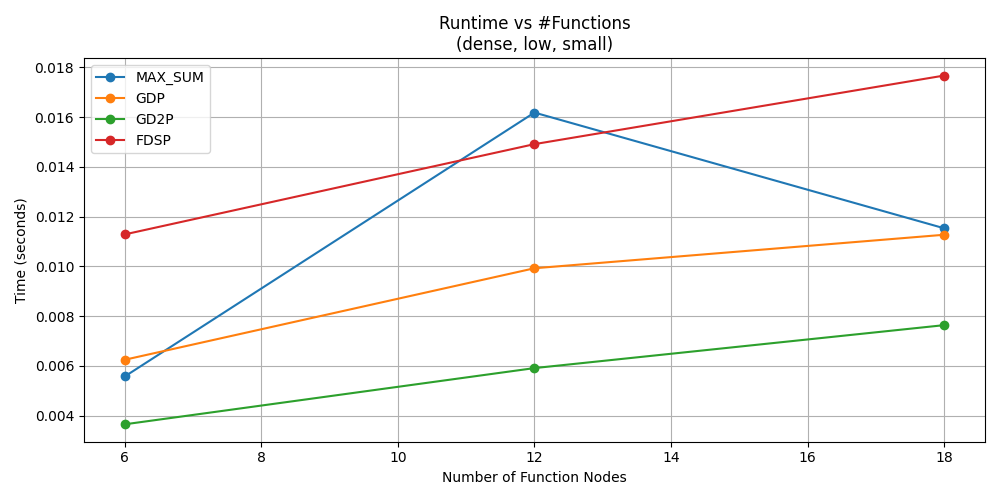 Runtime vs #Functions
(dense, low, small)
MAX_SUM
GDP
GD2P
FDSP
Time (seconds)
0.018
0.016
0.014
0.012
0.010
0.008
0.006
0.004
6 8 10 12 14 16 18
Number of Function Nodes